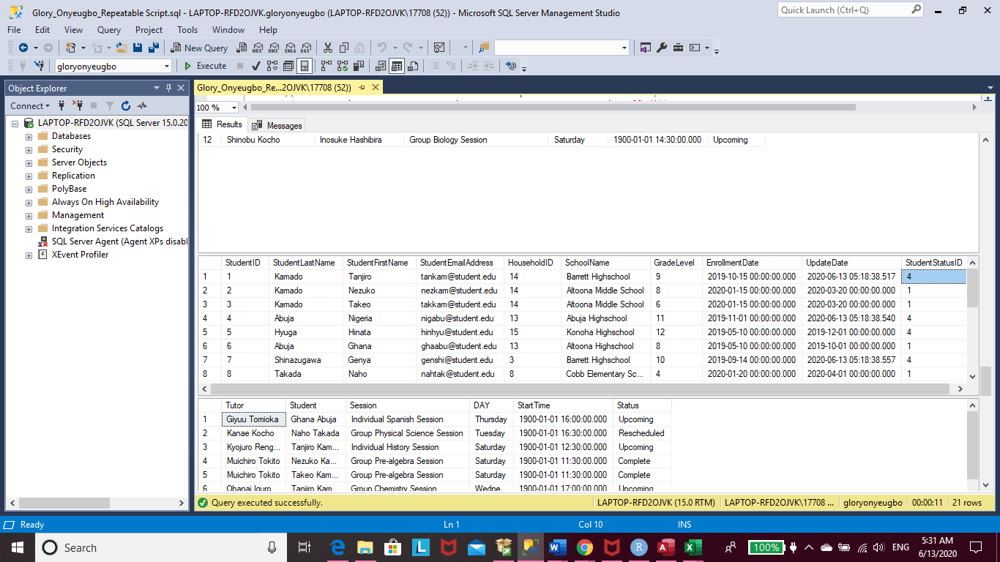 Glory_Onyeugbo_Repeatable Script.sql - LAPTOP-RFD2OJVK.gloryonyeugbo (LAPTOP-RFD2OJVK\17708 (52)) - Microsoft SQL Server Management Studio
Quick Launch (Ctrl+Q)
File Edit View Query Project Tools Window Help
New Query MDX DMX XMLA DAX
gloryonyeugbo Execute
Object Explorer
Glory_Onyeugbo_Re...2OJVK\17708 (52))
Connect
LAPTOP-RFD2OJVK (SQL Server 15.0.20
Databases
Security
Server Objects
Replication
PolyBase
Always On High Availability
Management
Integration Services Catalogs
SQL Server Agent (Agent XPs disabl
XEvent Profiler
100 %
Results Messages
12 Shinobu Kocho Inosuke Hashibira Group Biology Session Saturday 1900-01-01 14:30:00.000 Upcoming
StudentID StudentLastName StudentFirstName StudentEmailAddress HouseholdID SchoolName GradeLevel EnrollmentDate UpdateDate StudentStatusID
1 1 Kamado Tanjiro tankam@student.edu 14 Barrett Highschool 9 2019-10-15 00:00:00.000 2020-06-13 05:18:38.517 4
2 2 Kamado Nezuko nezkam@student.edu 14 Altoona Middle School 8 2020-01-15 00:00:00.000 2020-03-20 00:00:00.000 1
3 3 Kamado Takeo takkam@student.edu 14 Altoona Middle School 6 2020-01-15 00:00:00.000 2020-03-20 00:00:00.000 1
4 4 Abuja Nigeria nigabu@student.edu 13 Abuja Highschool 11 2019-11-01 00:00:00.000 2020-06-13 05:18:38.540 4
5 5 Hyuga Hinata hinhyu@student.edu 15 Konoha Highschool 12 2019-05-10 00:00:00.000 2019-12-01 00:00:00.000 4
6 6 Abuja Ghana ghaabu@student.edu 13 Altoona Highschool 8 2019-05-10 00:00:00.000 2019-10-01 00:00:00.000 1
7 7 Shinazugawa Genya genshi@student.edu 3 Barrett Highschool 10 2019-09-14 00:00:00.000 2020-06-13 05:18:38.557 4
8 8 Takada Naho nahtak@student.edu 8 Cobb Elementary Sc... 4 2020-01-20 00:00:00.000 2020-04-01 00:00:00.000 1
Tutor Student Session DAY StartTime Status
1 Giyuu Tomioka Ghana Abuja Individual Spanish Session Thursday 1900-01-01 16:00:00.000 Upcoming
2 Kanae Kocho Naho Takada Group Physical Science Session Tuesday 1900-01-01 16:30:00.000 Rescheduled
3 Kyojuro Reng... Tanjiro Kam... Individual History Session Saturday 1900-01-01 12:30:00.000 Upcoming
4 Muichiro Tokito Nezuko Ka... Group Pre-algebra Session Saturday 1900-01-01 11:30:00.000 Complete
5 Muichiro Tokito Takeo Kam... Group Pre-algebra Session Saturday 1900-01-01 11:30:00.000 Complete
6 Obanai Iguro Tanjiro Kam... Group Chemistry Session Wedne... 1900-01-01 17:00:00.000 Upcoming
Query executed successfully. LAPTOP-RFD2OJVK (15.0 RTM) LAPTOP-RFD2OJVK\17708 ... gloryonyeugbo 00:00:11 21 rows
Ready Ln 1 Col 10 INS
Search 100% ENG 5:31 AM
6/13/2020